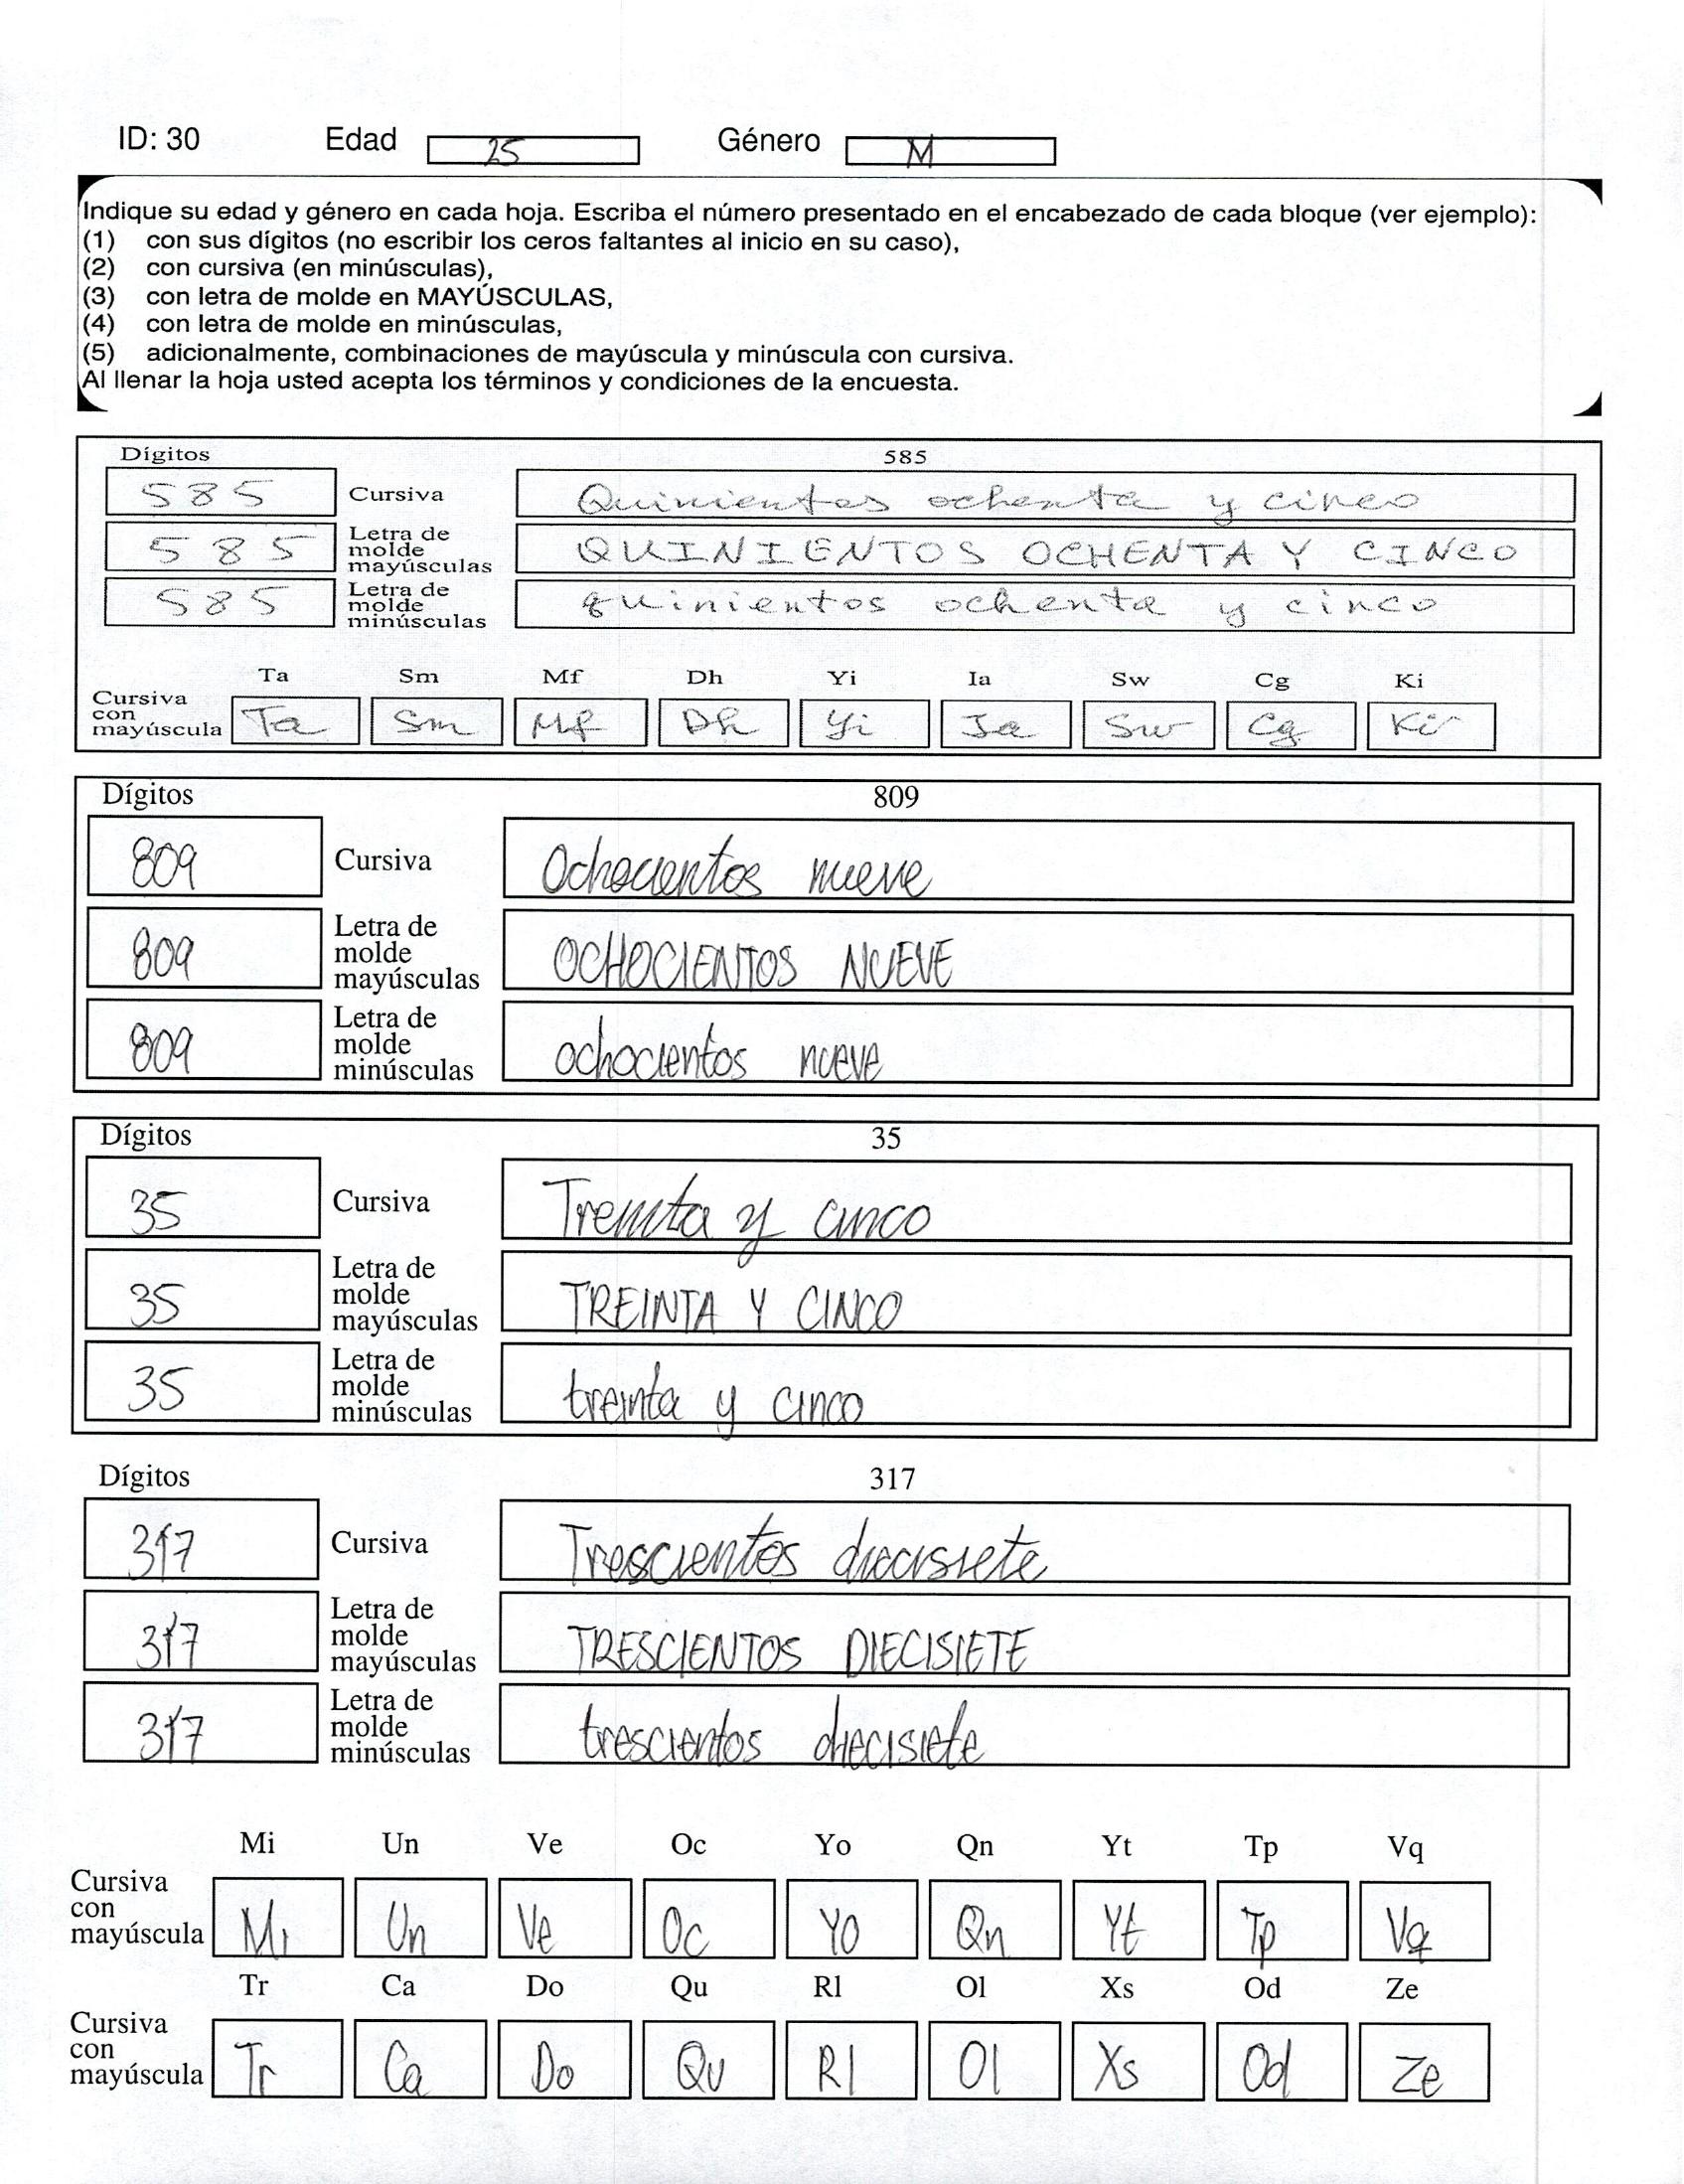 ID: 30 Edad 25 Género M
Indique su edad y género en cada hoja. Escriba el número presentado en el encabezado de cada bloque (ver ejemplo):
(1) con sus dígitos (no escribir los ceros faltantes al inicio en su caso),
(2) con cursiva (en minúsculas),
(3) con letra de molde en MAYÚSCULAS,
(4) con letra de molde en minúsculas,
(5) adicionalmente, combinaciones de mayúscula y minúscula con cursiva.
Al llenar la hoja usted acepta los términos y condiciones de la encuesta.
Dígitos 585
585 Cursiva Quinientos ochenta y cinco
585 Letra de molde mayúsculas QUINIENTOS OCHENTA Y CINCO
585 Letra de molde minúsculas quinientos ochenta y cinco
Ta Sm Mf Dh Yi Ia Sw Cg Ki
Cursiva con mayúscula Ta Sm Mf Dh Yi Ia Sw Cg Ki
Dígitos 809
809 Cursiva Ochocientos nueve
809 Letra de molde mayúsculas OCHOCIENTOS NUEVE
809 Letra de molde minúsculas ochocientos nueve
Dígitos 35
35 Cursiva Treinta y cinco
35 Letra de molde mayúsculas TREINTA Y CINCO
35 Letra de molde minúsculas treinta y cinco
Dígitos 317
317 Cursiva Trescientos diecisiete
317 Letra de molde mayúsculas TRESCIENTOS DIECISIETE
317 Letra de molde minúsculas trescientos diecisiete
Mi Un Ve Oc Yo Qn Yt Tp Vq
Cursiva con mayúscula Mi Un Ve Oc Yo Qn Yt Tp Vq
Tr Ca Do Qu Rl Ol Xs Od Ze
Cursiva con mayúscula Tr Ca Do Qu Rl Ol Xs Od Ze